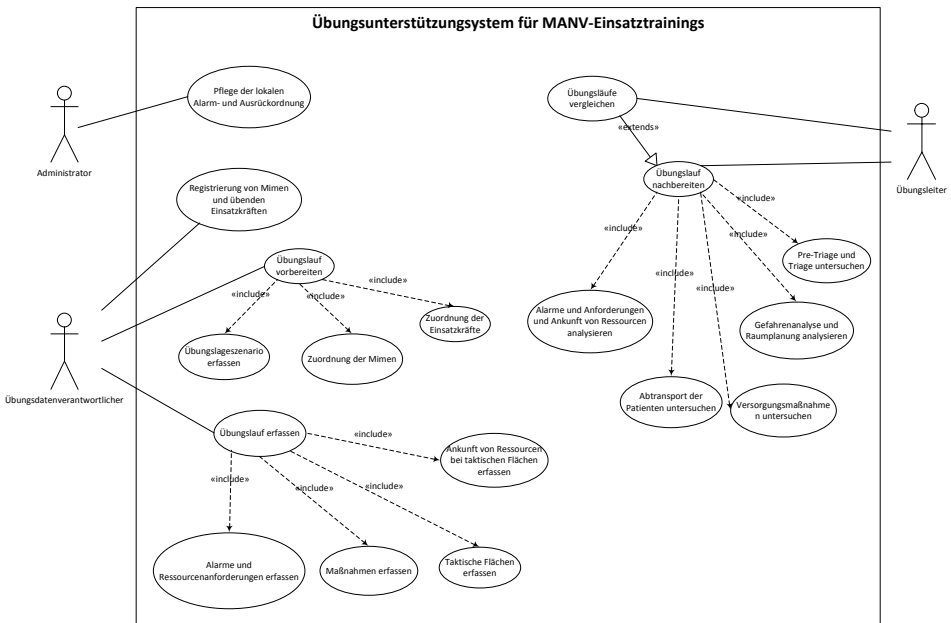 Übungsunterstützungsystem für MANV-Einsatztrainings
Administrator
Pflege der lokalen
Alarm- und Ausrückordnung
Registrierung von Mimen
und übenden
Einsatzkräften
Übungsdatenverantwortlicher
Übungslauf
vorbereiten
«include»
«include»
«include»
Übungslageszenario
erfassen
Zuordnung der Mimen
Zuordnung der
Einsatzkräfte
Übungslauf erfassen
«include»
«include»
«include»
«include»
Ankunft von Ressourcen
bei taktischen Flächen
erfassen
Alarme und
Ressourcenanforderungen erfassen
Maßnahmen erfassen
Taktische Flächen
erfassen
Übungsläufe
vergleichen
«extends»
Übungsleiter
Übungslauf
nachbereiten
«include»
«include»
«include»
«include»
«include»
Pre-Triage und
Triage untersuchen
Alarme und Anforderungen
und Ankunft von Ressourcen
analysieren
Gefahrenanalyse und
Raumplanung analysieren
Abtransport der
Patienten untersuchen
Versorgungsmaßnahme
n untersuchen